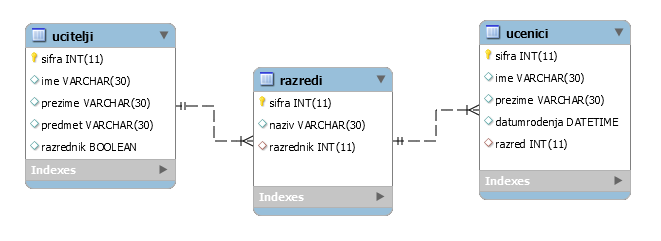 ucitelji
sifra INT(11)
ime VARCHAR(30)
prezime VARCHAR(30)
predmet VARCHAR(30)
razrednik BOOLEAN
Indexes
razredi
sifra INT(11)
naziv VARCHAR(30)
razrednik INT(11)
Indexes
ucenici
sifra INT(11)
ime VARCHAR(30)
prezime VARCHAR(30)
datumrodenja DATETIME
razred INT(11)
Indexes